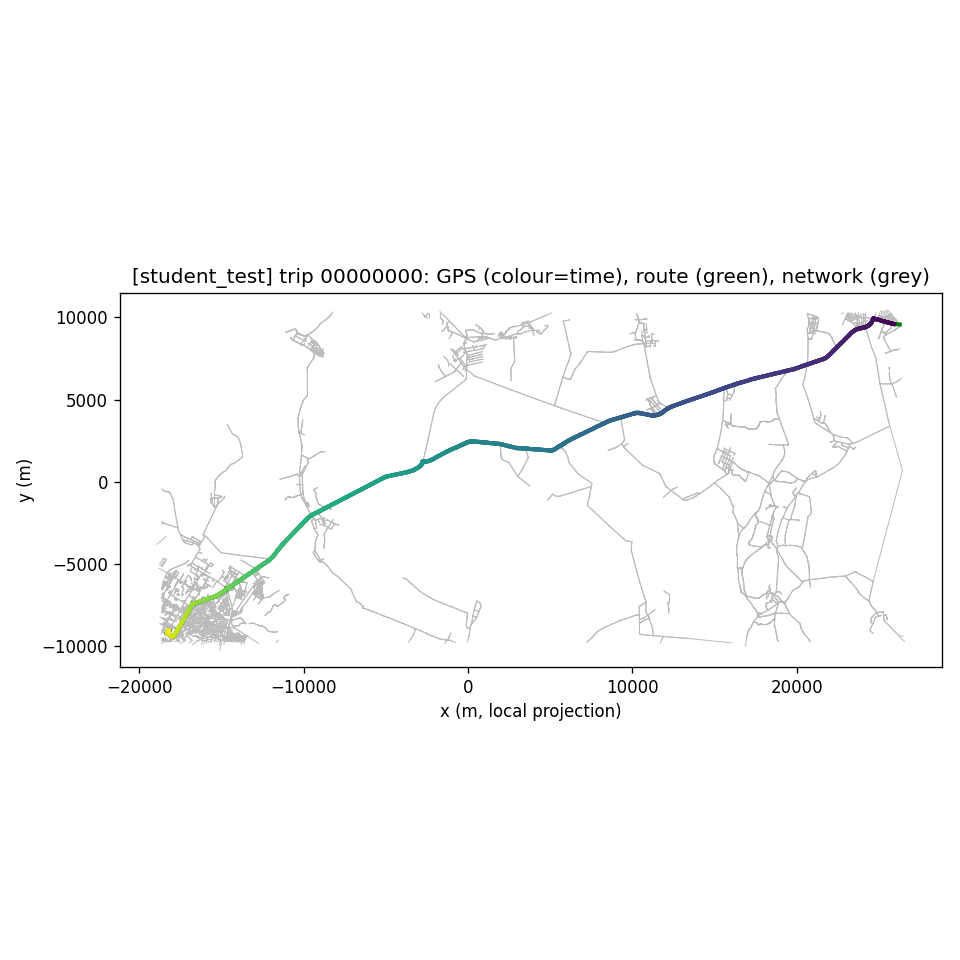 [student_test] trip 00000000: GPS (colour=time), route (green), network (grey)
10000
5000
0
−5000
−10000
y (m)
−20000 −10000 0 10000 20000
x (m, local projection)